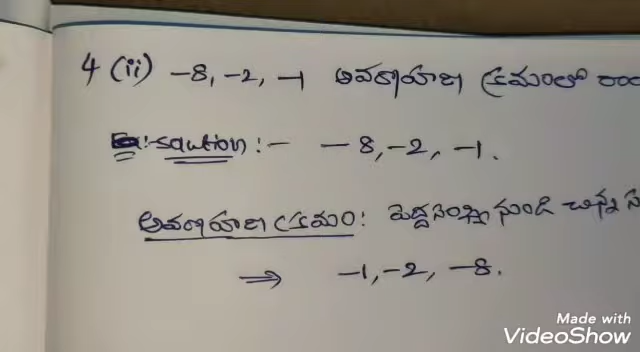 4 (ii) -8, -2, -1 అవరోహణ క్రమంలో
:-solution :- -8, -2, -1.
అవరోహణ క్రమం: పెద్ద సంఖ్య నుండి చిన్న
⇒ -1, -2, -8.
Made with
VideoShow